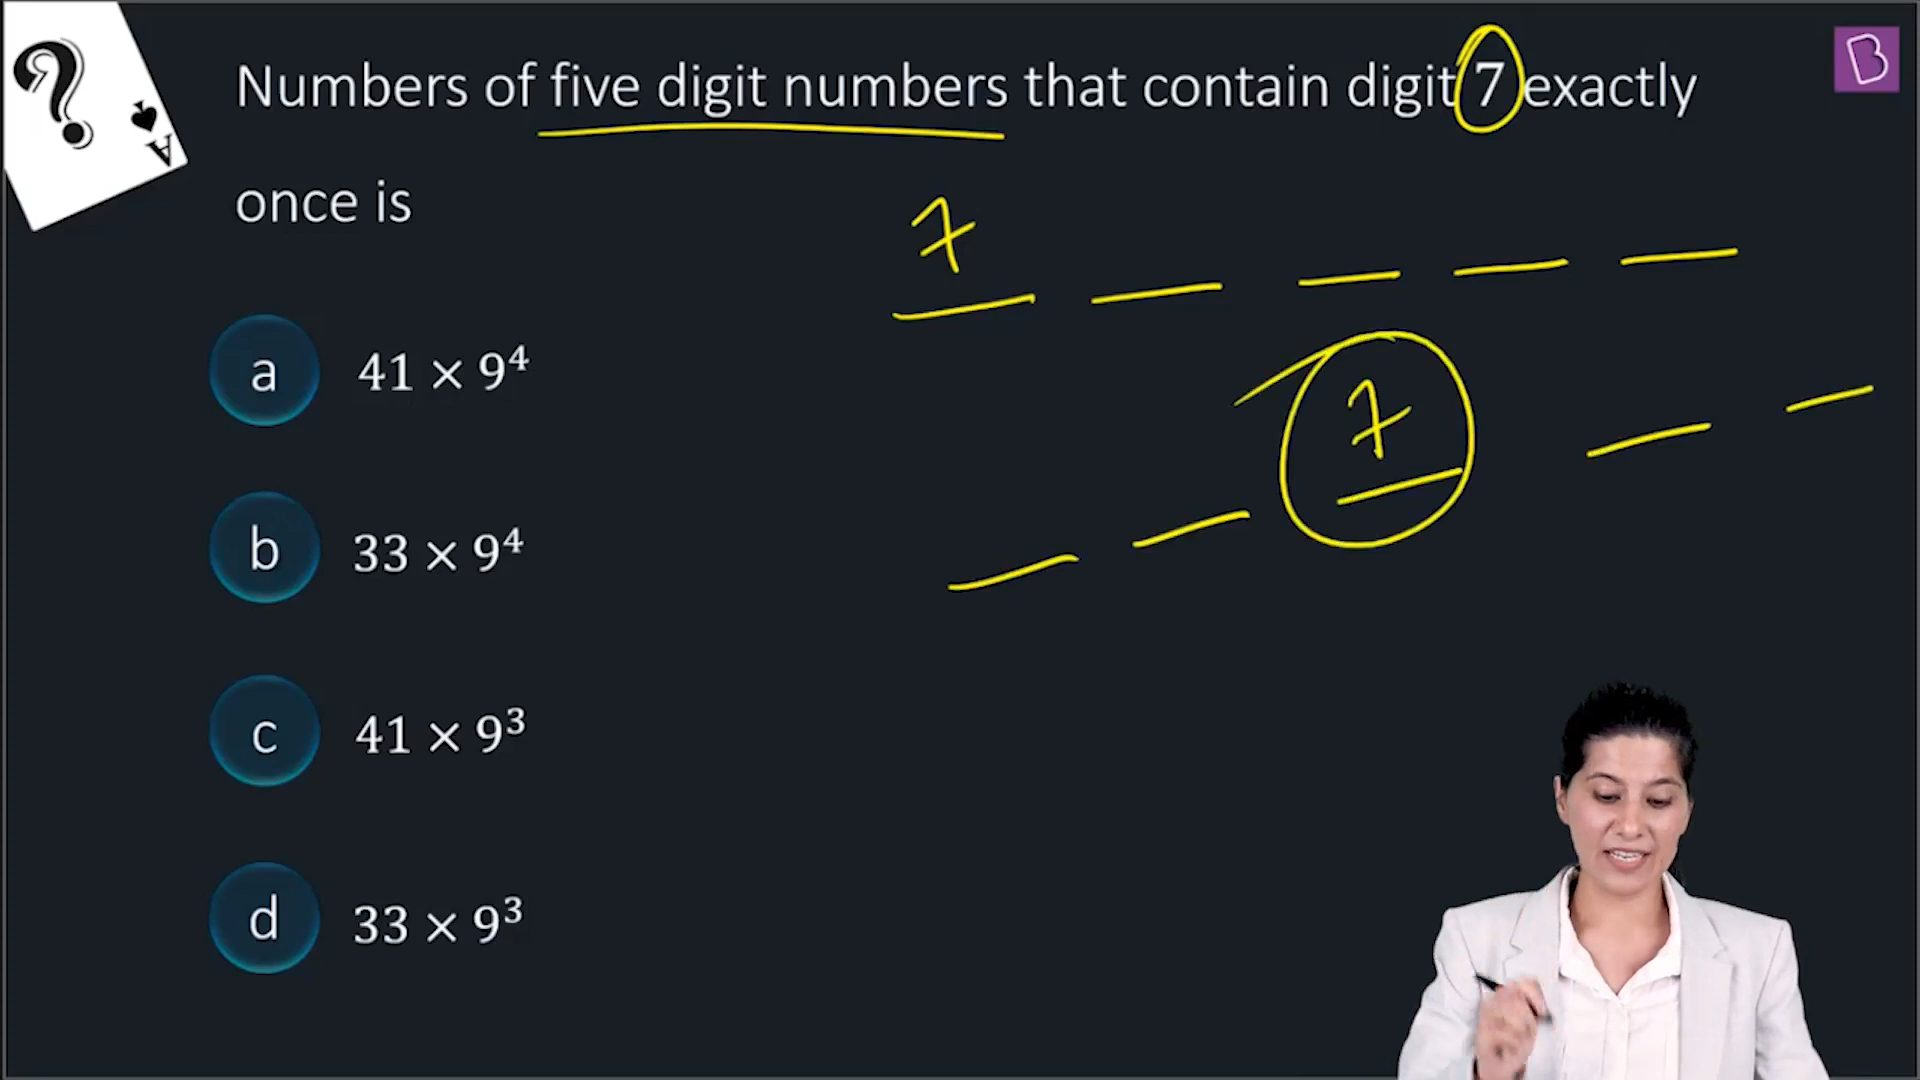 Numbers of five digit numbers that contain digit 7 exactly
once is
7
a 41 × 9⁴
7
b 33 × 9⁴
c 41 × 9³
d 33 × 9³
?
A
B